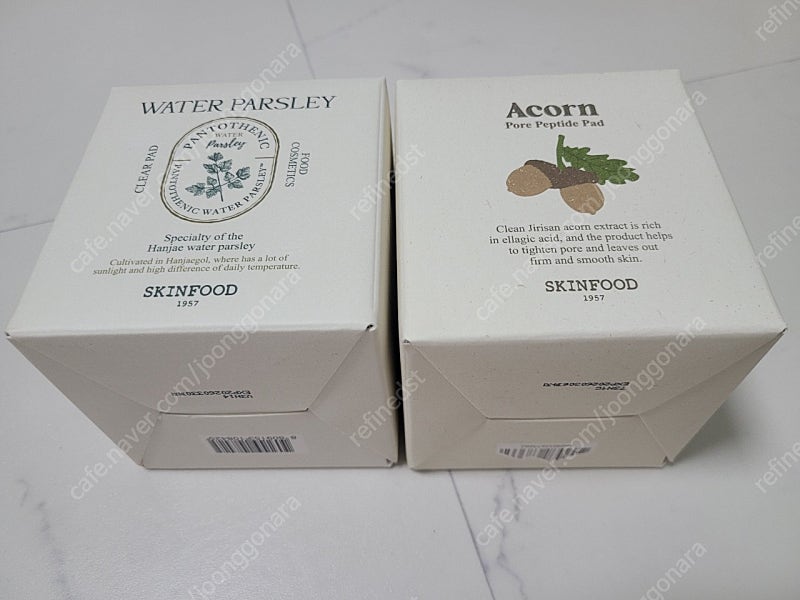 WATER PARSLEY
CLEAR PAD
PANTOTHENIC
WATER
Parsley
PANTOTHENIC WATER PARSLEY
FOOD
COSMETICS
Specialty of the
Hanjae water parsley
Cultivated in Hanjaegol, where has a lot of
sunlight and high difference of daily temperature.
SKINFOOD
1957
Acorn
Pore Peptide Pad
Clean Jirisan acorn extract is rich
in ellagic acid, and the product helps
to tighten pore and leaves out
firm and smooth skin.
SKINFOOD
1957
cafe.naver.com/joonggonara
refinedst